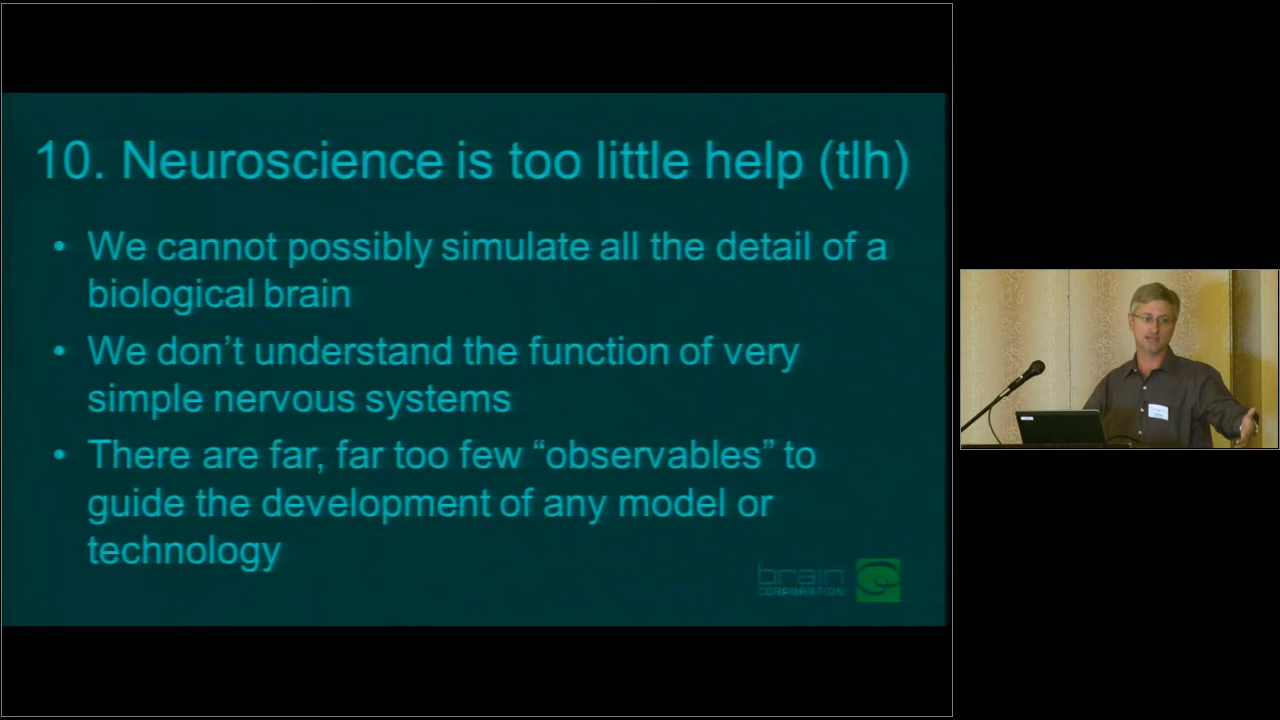 10. Neuroscience is too little help (tlh)
• We cannot possibly simulate all the detail of a
biological brain
• We don't understand the function of very
simple nervous systems
• There are far, far too few “observables” to
guide the development of any model or
technology
brain
CORPORATION